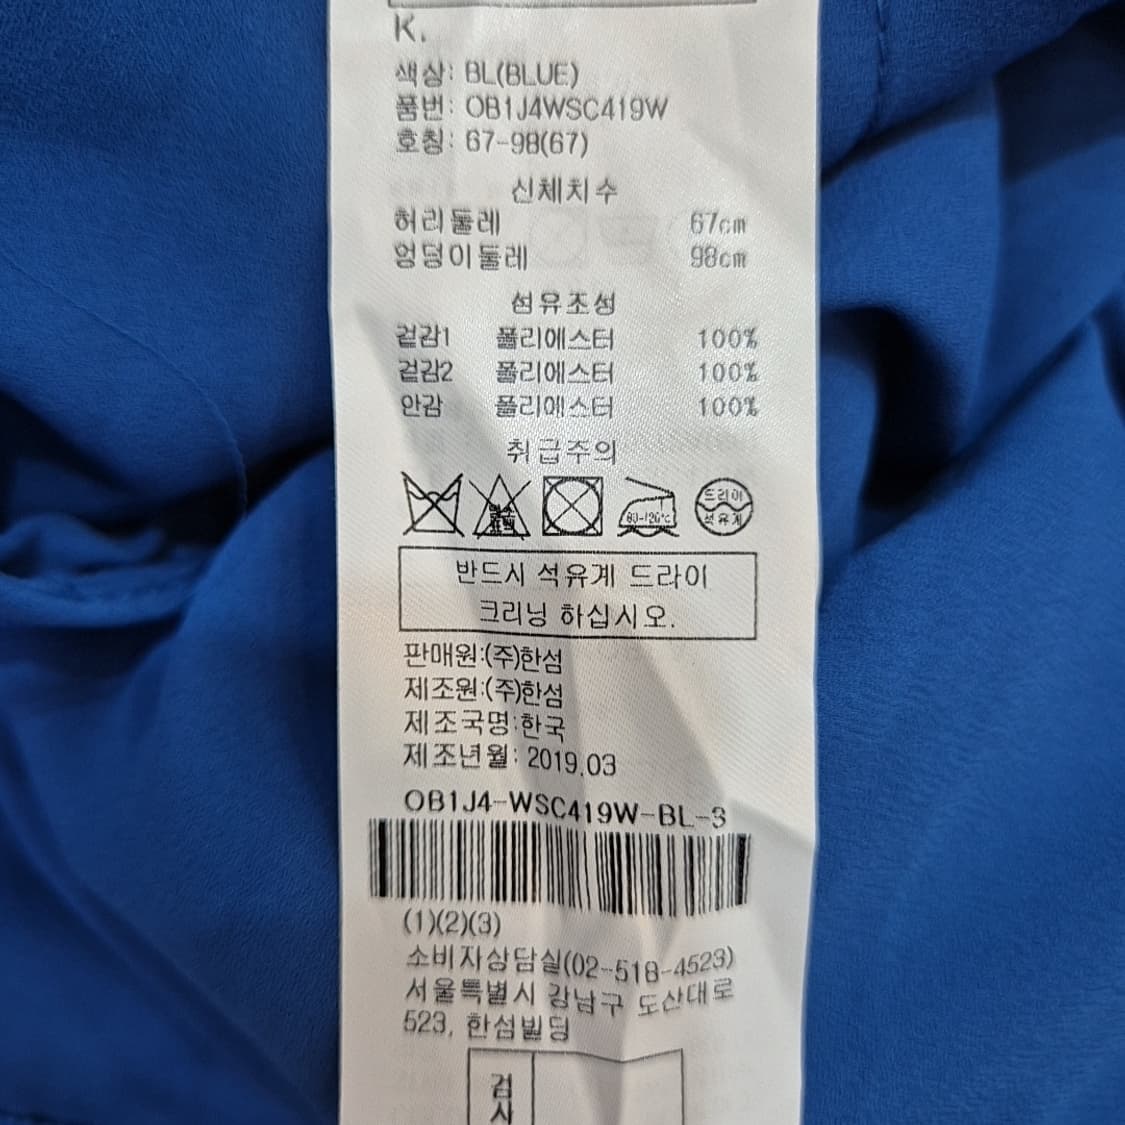 K.
색상: BL(BLUE)
품번: OB1J4WSC419W
호칭: 67-98(67)
신체치수
허리둘레 67cm
엉덩이둘레 98cm
섬유조성
겉감1 폴리에스터 100%
겉감2 폴리에스터 100%
안감 폴리에스터 100%
취급주의
80~120℃
드라이
석유계
반드시 석유계 드라이
크리닝 하십시오.
판매원:(주)한섬
제조원:(주)한섬
제조국명:한국
제조년월: 2019.03
OB1J4-WSC419W-BL-3
(1)(2)(3)
소비자상담실(02-518-4523)
서울특별시 강남구 도산대로
523, 한섬빌딩
검
사